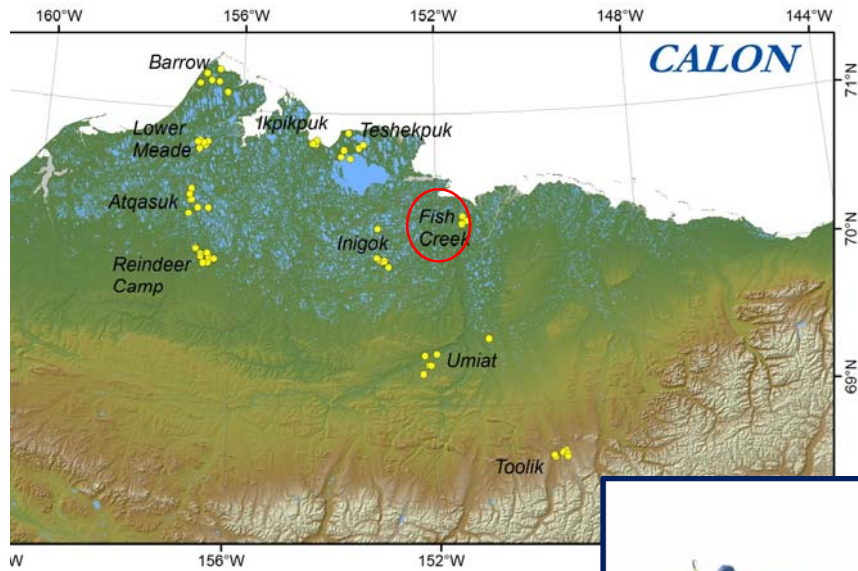 160°W 156°W 152°W 148°W 144°W
CALON
71°N
Barrow
Lower
Meade
Ikpikpuk
Teshekpuk
Atqasuk
Inigok
Fish
Creek
70°N
Reindeer
Camp
Umiat
69°N
Toolik
W 156°W 152°W